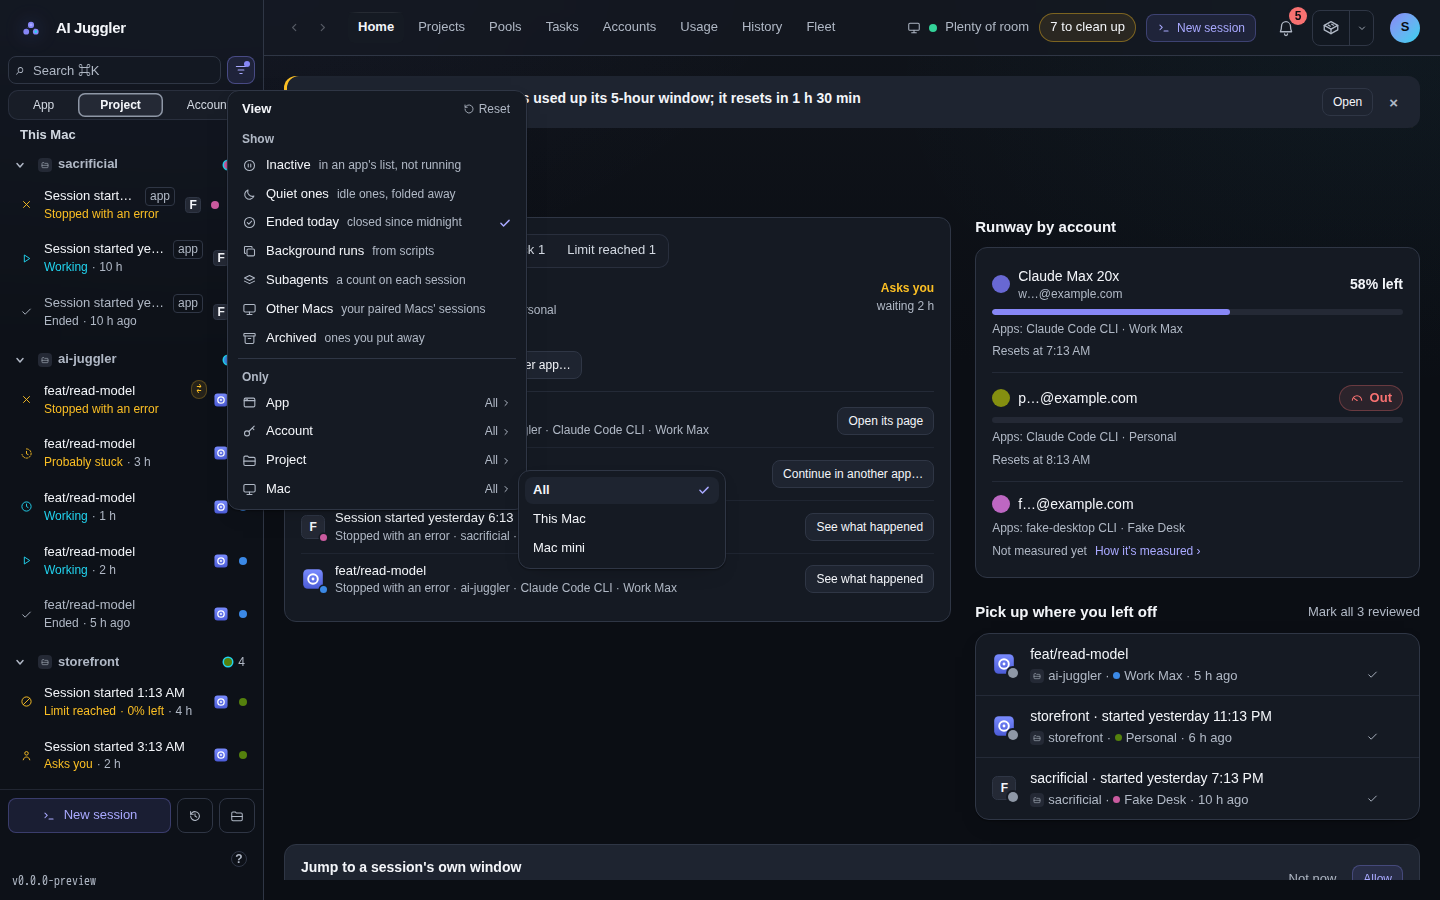 AI Juggler
Home
Projects
Pools
Tasks
Accounts
Usage
History
Fleet
Plenty of room
7 to clean up
New session
5
S
Search ⌘K
App
Project
Accoun
This Mac
sacrificial
Session start…
app
F
Stopped with an error
Session started ye…
app
F
Working · 10 h
Session started ye…
app
F
Ended · 10 h ago
ai-juggler
feat/read-model
Stopped with an error
feat/read-model
Probably stuck · 3 h
feat/read-model
Working · 1 h
feat/read-model
Working · 2 h
feat/read-model
Ended · 5 h ago
storefront
4
Session started 1:13 AM
Limit reached · 0% left · 4 h
Session started 3:13 AM
Asks you · 2 h
New session
?
v0.0.0-preview
View
Reset
Show
Inactive in an app's list, not running
Quiet ones idle ones, folded away
Ended today closed since midnight
Background runs from scripts
Subagents a count on each session
Other Macs your paired Macs' sessions
Archived ones you put away
Only
App All
Account All
Project All
Mac All
All
This Mac
Mac mini
used up its 5-hour window; it resets in 1 h 30 min
Open
×
1
Limit reached 1
Asks you
waiting 2 h
app…
· Claude Code CLI · Work Max
Open its page
Continue in another app…
F
Session started yesterday 6:13
Stopped with an error · sacrificial ·
See what happened
feat/read-model
Stopped with an error · ai-juggler · Claude Code CLI · Work Max
See what happened
Runway by account
Claude Max 20x
w…@example.com
58% left
Apps: Claude Code CLI · Work Max
Resets at 7:13 AM
p…@example.com
Out
Apps: Claude Code CLI · Personal
Resets at 8:13 AM
f…@example.com
Apps: fake-desktop CLI · Fake Desk
Not measured yet How it's measured ›
Pick up where you left off
Mark all 3 reviewed
feat/read-model
ai-juggler · Work Max · 5 h ago
storefront · started yesterday 11:13 PM
storefront · Personal · 6 h ago
F
sacrificial · started yesterday 7:13 PM
sacrificial · Fake Desk · 10 h ago
Jump to a session's own window
Not now
Allow